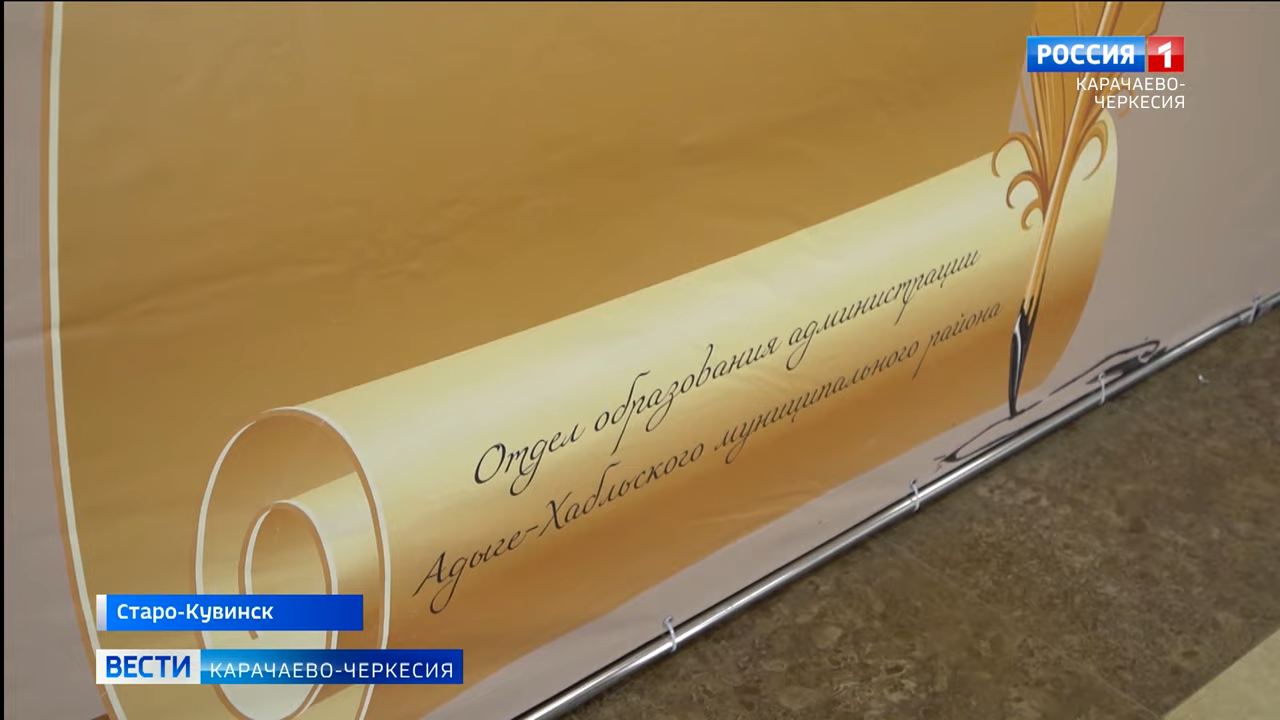 РОССИЯ 1
КАРАЧАЕВО-
ЧЕРКЕСИЯ
Отдел образования администрации
Адыге-Хабльского муниципального района
Старо-Кувинск
ВЕСТИ КАРАЧАЕВО-ЧЕРКЕСИЯ